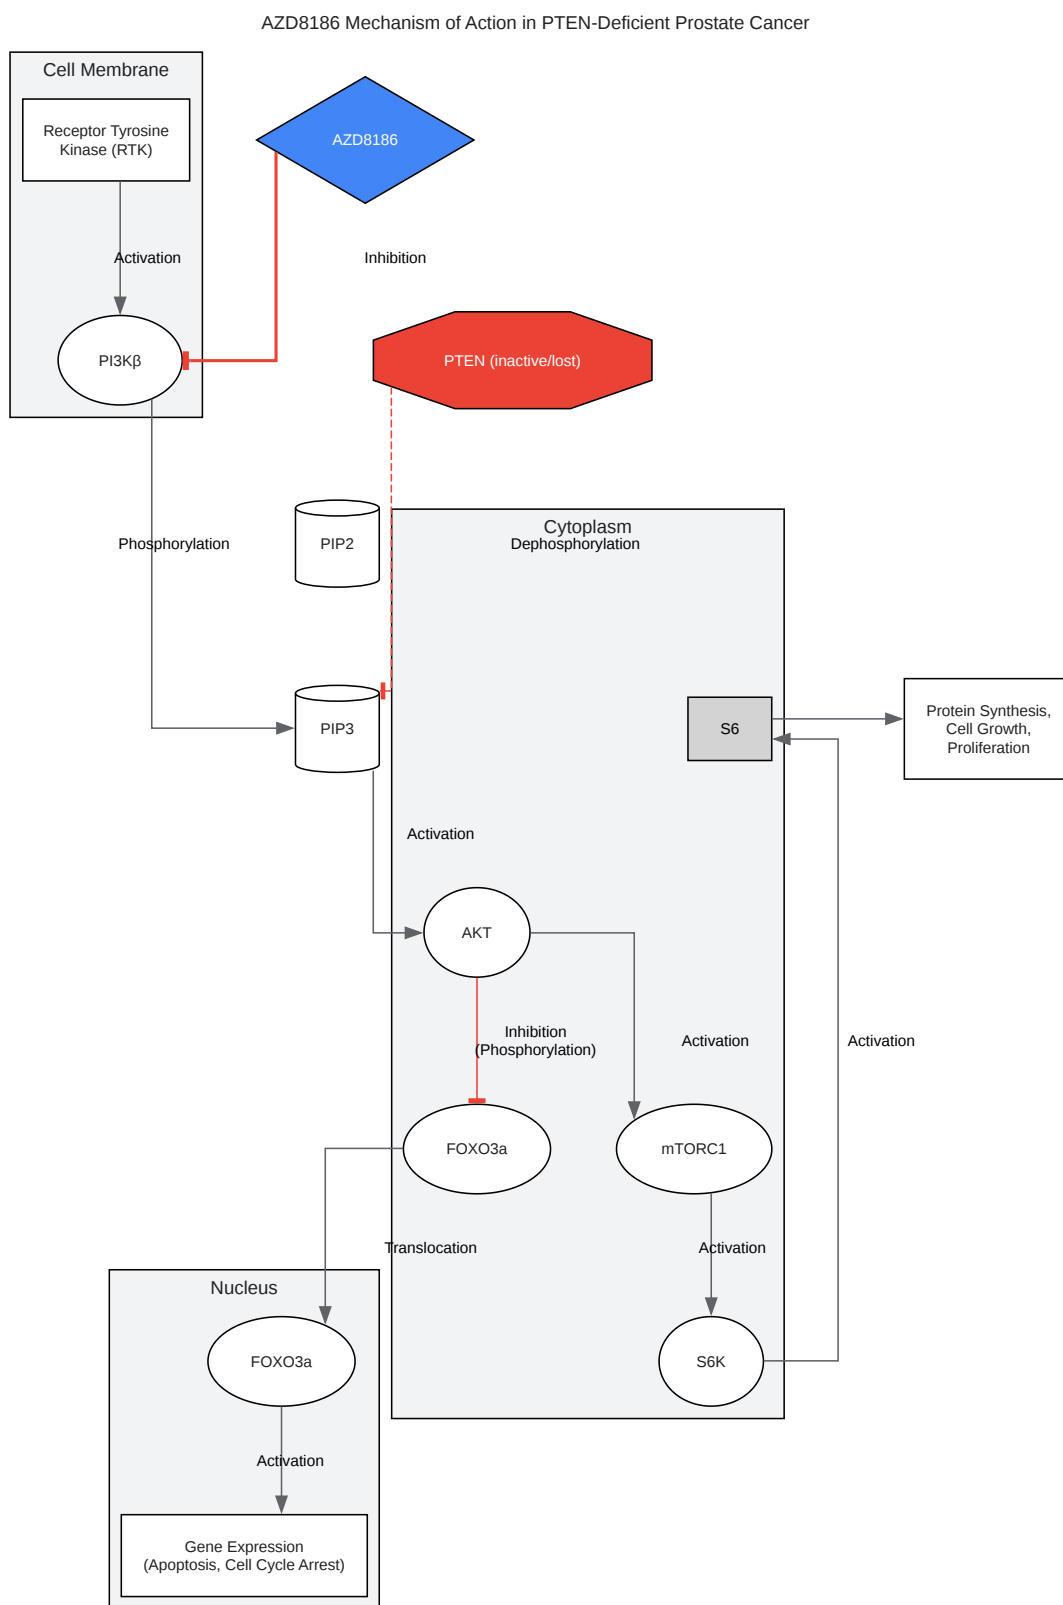 AZD8186 Mechanism of Action in PTEN-Deficient Prostate Cancer
Cell Membrane
Receptor Tyrosine
Kinase (RTK)
AZD8186
Activation
Inhibition
PI3Kβ
PTEN (inactive/lost)
Cytoplasm
Phosphorylation
PIP2
Dephosphorylation
PIP3
S6
Protein Synthesis,
Cell Growth,
Proliferation
Activation
AKT
Inhibition
(Phosphorylation)
Activation
Activation
FOXO3a
mTORC1
Translocation
Activation
Nucleus
FOXO3a
S6K
Activation
Gene Expression
(Apoptosis, Cell Cycle Arrest)